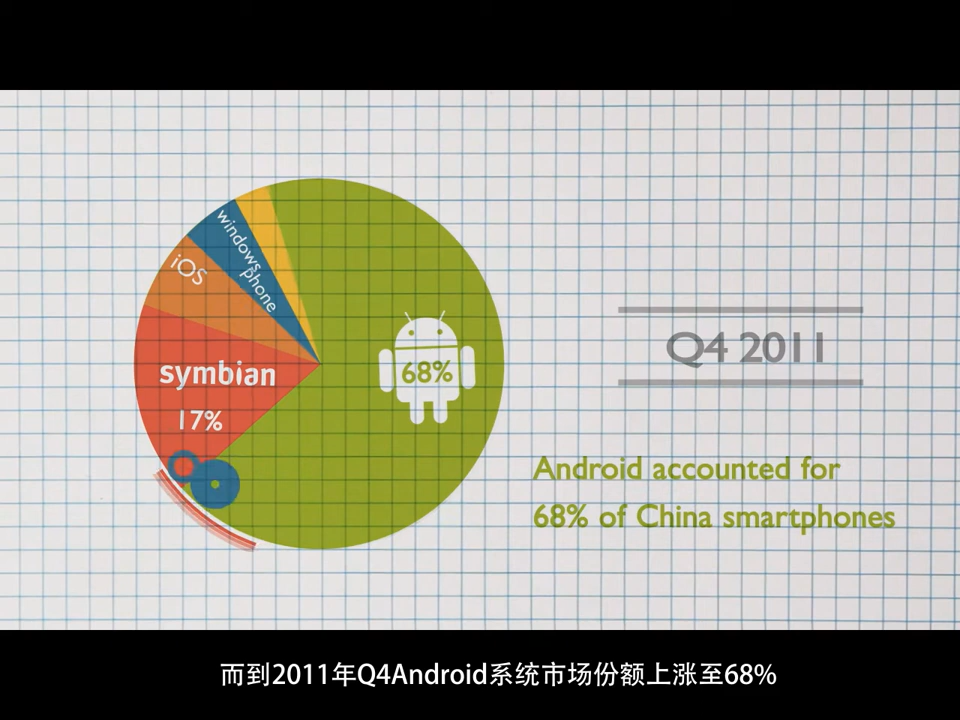 windows
phone
iOS
symbian
17%
68%
Q4 2011
Android accounted for
68% of China smartphones
而到2011年Q4Android系统市场份额上涨至68%